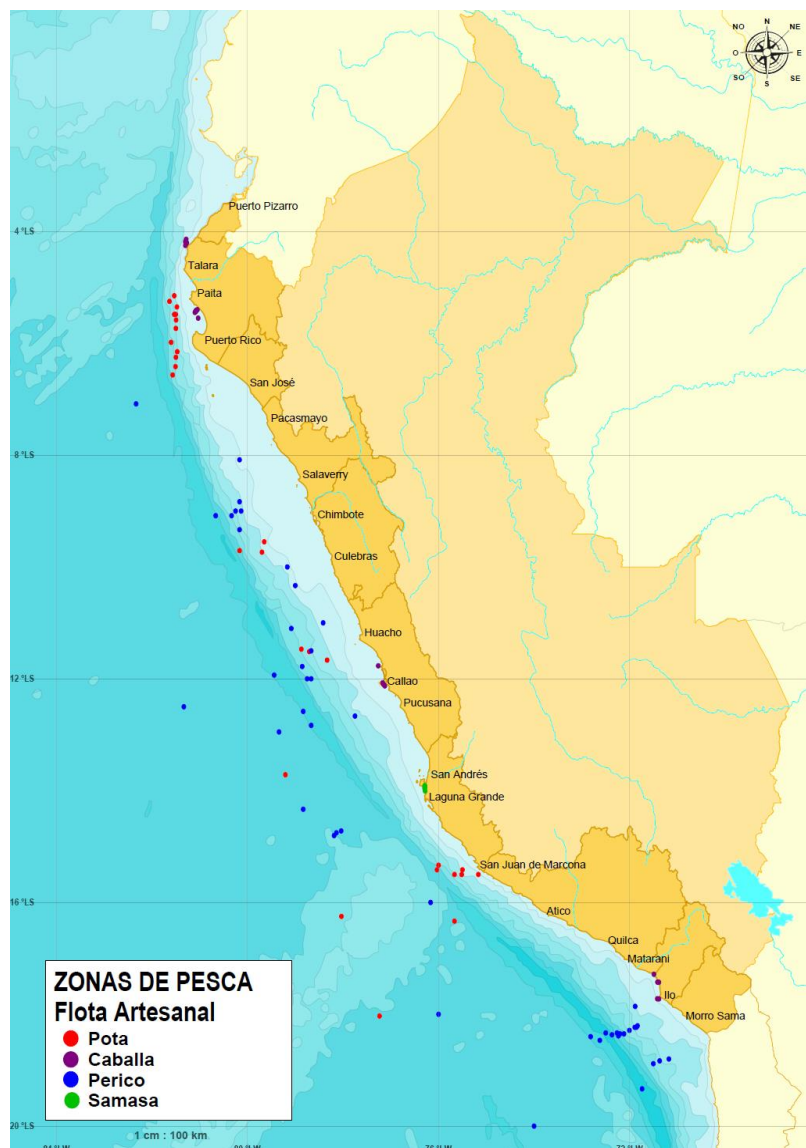 N
NO NE
O E
SO SE
S
Puerto Pizarro
4 °LS
Talara
Paita
Puerto Rico
San José
Pacasmayo
8 °LS
Salaverry
Chimbote
Culebras
Huacho
12 °LS
Callao
Pucusana
San Andrés
Laguna Grande
San Juan de Marcona
16 °LS
Atico
Quilca
Matarani
Ilo
Morro Sama
ZONAS DE PESCA
Flota Artesanal
Pota
Caballa
Perico
Samasa
20 °LS
1 cm : 100 km